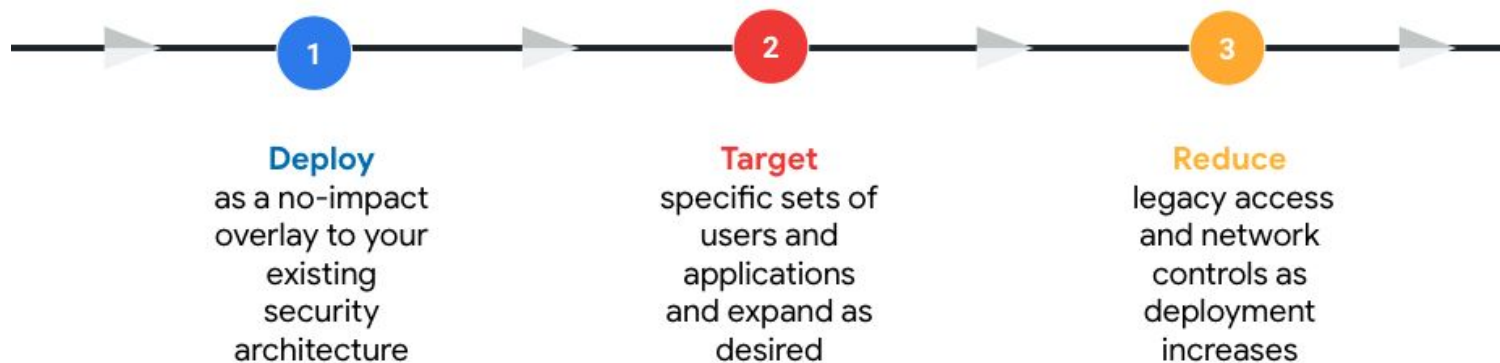 1
Deploy
as a no-impact
overlay to your
existing
security
architecture
2
Target
specific sets of
users and
applications
and expand as
desired
3
Reduce
legacy access
and network
controls as
deployment
increases